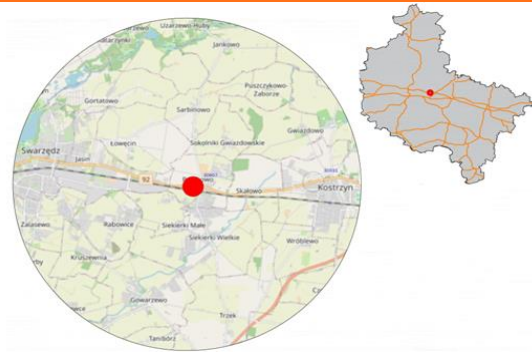 Uzarzewo-Huby
Jankowo
Puszczykowo
Zaborze
Gortatowo
Sarbinowo
Gwiazdowo
Łowęcin
Sokolniki Gwiazdowskie
Swarzędz
Jasin
92
Skałowo
Kostrzyn
Zalasewo
Rabowice
Siekierki Małe
Siekierki Wielkie
Wróblewo
Kruszewnia
Gowarzewo
Trzek
Tanibórz